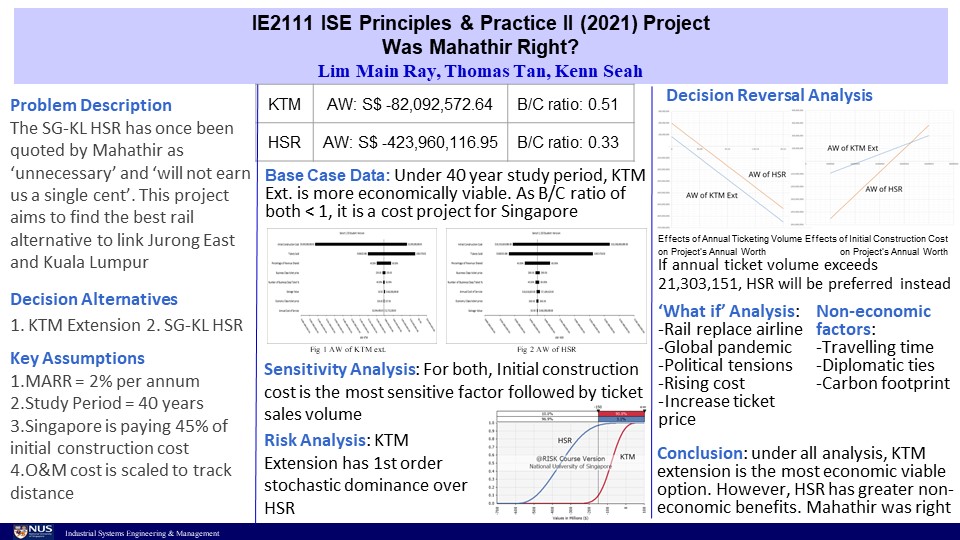 IE2111 ISE Principles & Practice II (2021) Project
Was Mahathir Right?
Lim Main Ray, Thomas Tan, Kenn Seah
Problem Description
The SG-KL HSR has once been
quoted by Mahathir as
‘unnecessary’ and ‘will not earn
us a single cent’. This project
aims to find the best rail
alternative to link Jurong East
and Kuala Lumpur
Decision Alternatives
1. KTM Extension 2. SG-KL HSR
Key Assumptions
1.MARR = 2% per annum
2.Study Period = 40 years
3.Singapore is paying 45% of
initial construction cost
4.O&M cost is scaled to track
distance
KTM AW: S$ -82,092,572.64 B/C ratio: 0.51
HSR AW: S$ -423,960,116.95 B/C ratio: 0.33
Base Case Data: Under 40 year study period, KTM
Ext. is more economically viable. As B/C ratio of
both < 1, it is a cost project for Singapore
Fig 1 AW of KTM ext.
Fig 2 AW of HSR
Sensitivity Analysis: For both, Initial construction
cost is the most sensitive factor followed by ticket
sales volume
Risk Analysis: KTM
Extension has 1st order
stochastic dominance over
HSR
HSR
KTM
@RISK Course Version
National University of Singapore
Values in Millions ($)
Decision Reversal Analysis
AW of HSR
AW of KTM Ext
AW of KTM Ext
AW of HSR
Effects of Annual Ticketing Volume
on Project's Annual Worth
Effects of Initial Construction Cost
on Project's Annual Worth
If annual ticket volume exceeds
21,303,151, HSR will be preferred instead
‘What if’ Analysis:
-Rail replace airline
-Global pandemic
-Political tensions
-Rising cost
-Increase ticket
price
Non-economic
factors:
-Travelling time
-Diplomatic ties
-Carbon footprint
Conclusion: under all analysis, KTM
extension is the most economic viable
option. However, HSR has greater non-
economic benefits. Mahathir was right
NUS
Industrial Systems Engineering & Management